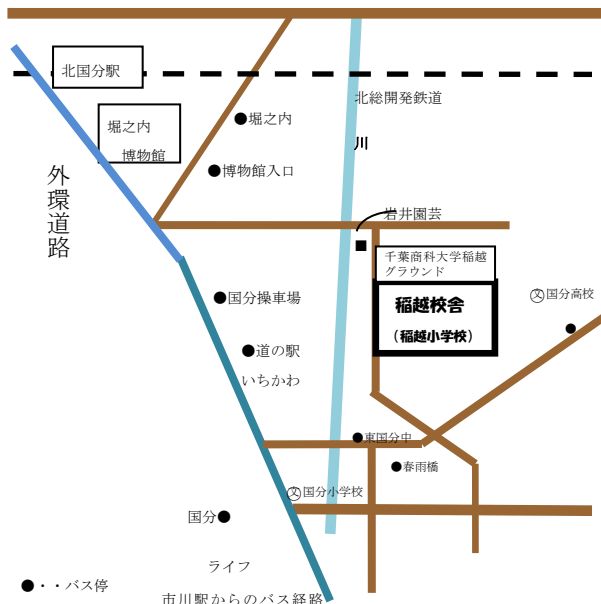 北国分駅
北総開発鉄道
堀之内
博物館
●堀之内
川
●博物館入口
外環道路
岩井園芸
千葉商科大学稲越
グラウンド
稲越校舎
(稲越小学校)
文国分高校
●国分操車場
●道の駅
いちかわ
●東国分中
●春雨橋
文国分小学校
国分●
ライフ
●・・バス停
市川駅からのバス経路